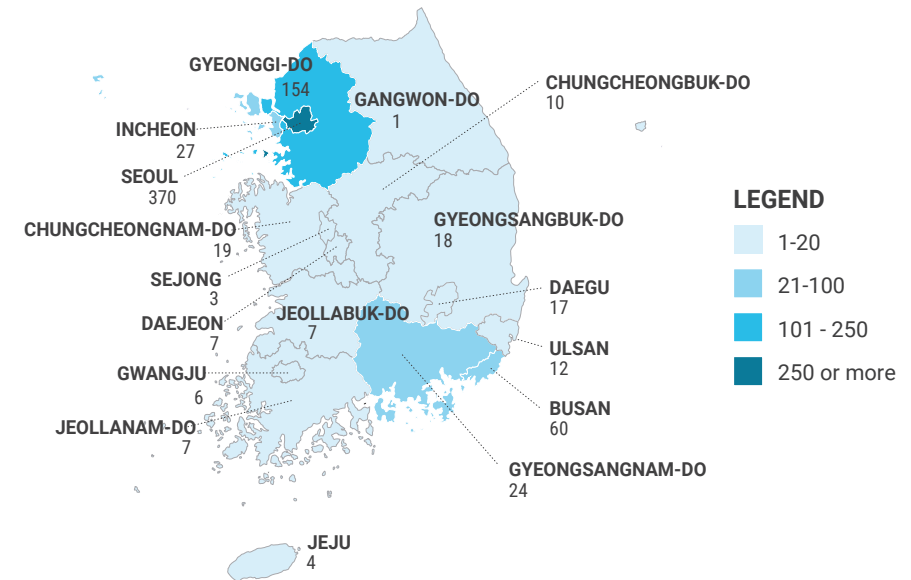 GYEONGGI-DO
154
GANGWON-DO
1
CHUNGCHEONGBUK-DO
10
INCHEON
27
SEOUL
370
CHUNGCHEONGNAM-DO
19
GYEONGSANGBUK-DO
18
SEJONG
3
DAEJEON
7
JEOLLABUK-DO
7
DAEGU
17
ULSAN
12
GWANGJU
6
BUSAN
60
JEOLLANAM-DO
7
GYEONGSANGNAM-DO
24
JEJU
4
LEGEND
1-20
21-100
101 - 250
250 or more